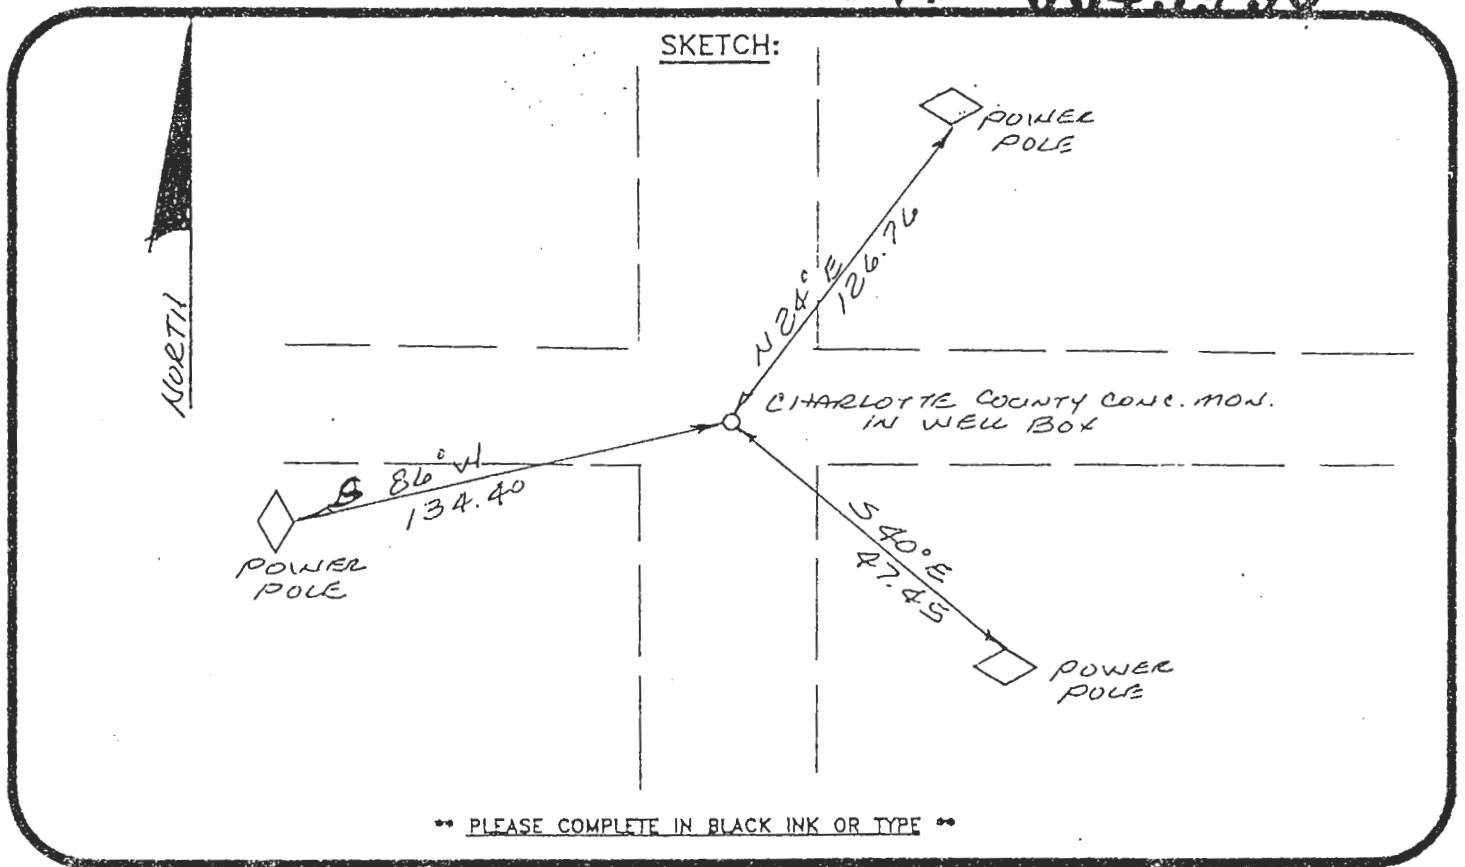 SKETCH:
POWER
POLE
N 24° E
126.76
NORTH
CHARLOTTE COUNTY CONC. MON.
IN WELL BOX
S 86° W
134.40
POWER
POLE
S 40° E
47.45
POWER
POLE
** PLEASE COMPLETE IN BLACK INK OR TYPE **